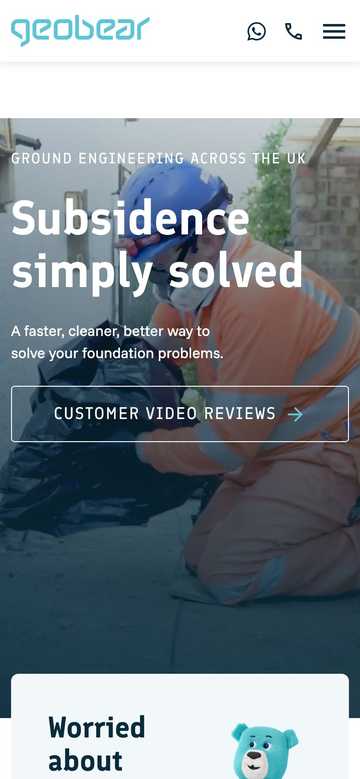 geobear
GROUND ENGINEERING ACROSS THE UK
Subsidence
simply solved
A faster, cleaner, better way to
solve your foundation problems.
CUSTOMER VIDEO REVIEWS
Worried
about